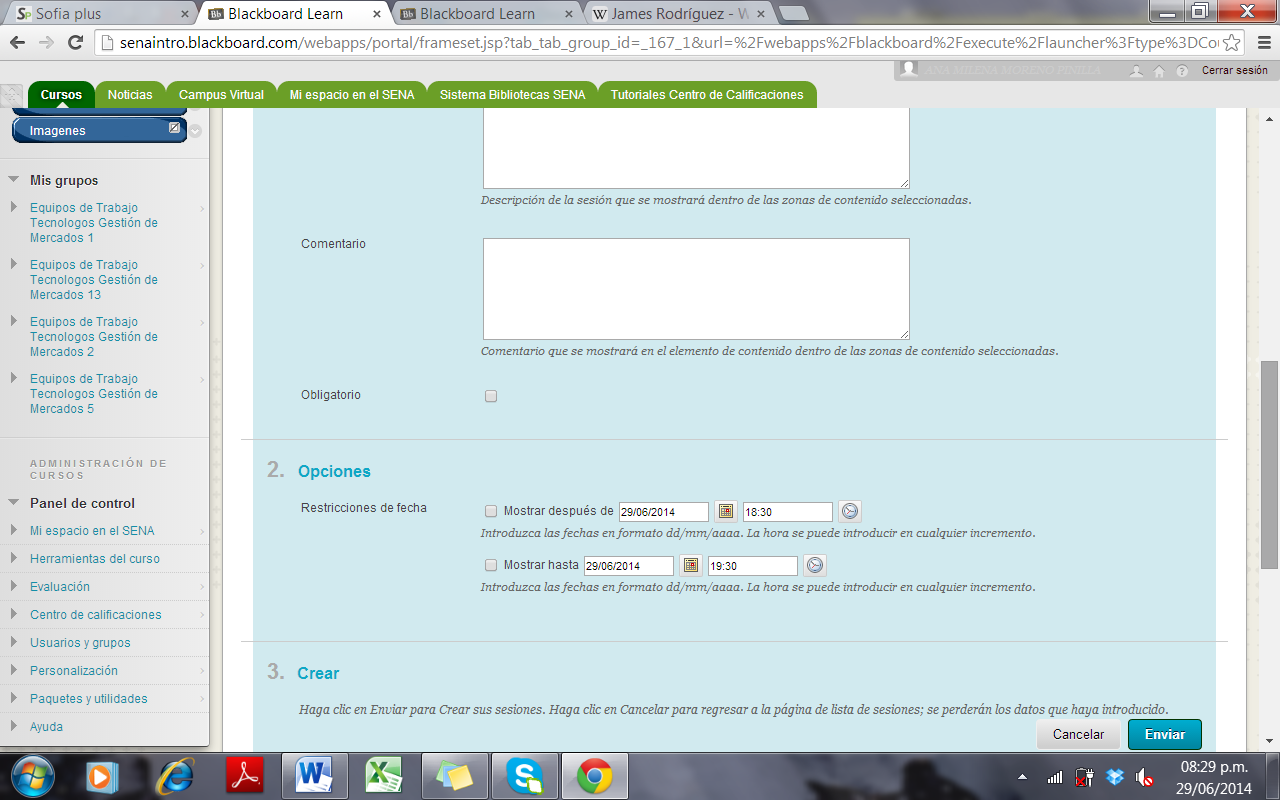 Sofia plus
Blackboard Learn
Blackboard Learn
James Rodríguez - W
senaintro.blackboard.com/webapps/portal/frameset.jsp?tab_tab_group_id=_167_1&url=%2Fwebapps%2Fblackboard%2Fexecute%2Flauncher%3Ftype%3DCou
ANA MILENA MORENO PINILLA
Cerrar sesión
Cursos
Noticias
Campus Virtual
Mi espacio en el SENA
Sistema Bibliotecas SENA
Tutoriales Centro de Calificaciones
Imagenes
Mis grupos
Equipos de Trabajo
Tecnologos Gestión de
Mercados 1
Equipos de Trabajo
Tecnologos Gestión de
Mercados 13
Equipos de Trabajo
Tecnologos Gestión de
Mercados 2
Equipos de Trabajo
Tecnologos Gestión de
Mercados 5
ADMINISTRACIÓN DE
CURSOS
Panel de control
Mi espacio en el SENA
Herramientas del curso
Evaluación
Centro de calificaciones
Usuarios y grupos
Personalización
Paquetes y utilidades
Ayuda
Descripción de la sesión que se mostrará dentro de las zonas de contenido seleccionadas.
Comentario
Comentario que se mostrará en el elemento de contenido dentro de las zonas de contenido seleccionadas.
Obligatorio
2. Opciones
Restricciones de fecha
Mostrar después de 29/06/2014 18:30
Introduzca las fechas en formato dd/mm/aaaa. La hora se puede introducir en cualquier incremento.
Mostrar hasta 29/06/2014 19:30
Introduzca las fechas en formato dd/mm/aaaa. La hora se puede introducir en cualquier incremento.
3. Crear
Haga clic en Enviar para Crear sus sesiones. Haga clic en Cancelar para regresar a la página de lista de sesiones; se perderán los datos que haya introducido.
Cancelar
Enviar
08:29 p.m.
29/06/2014